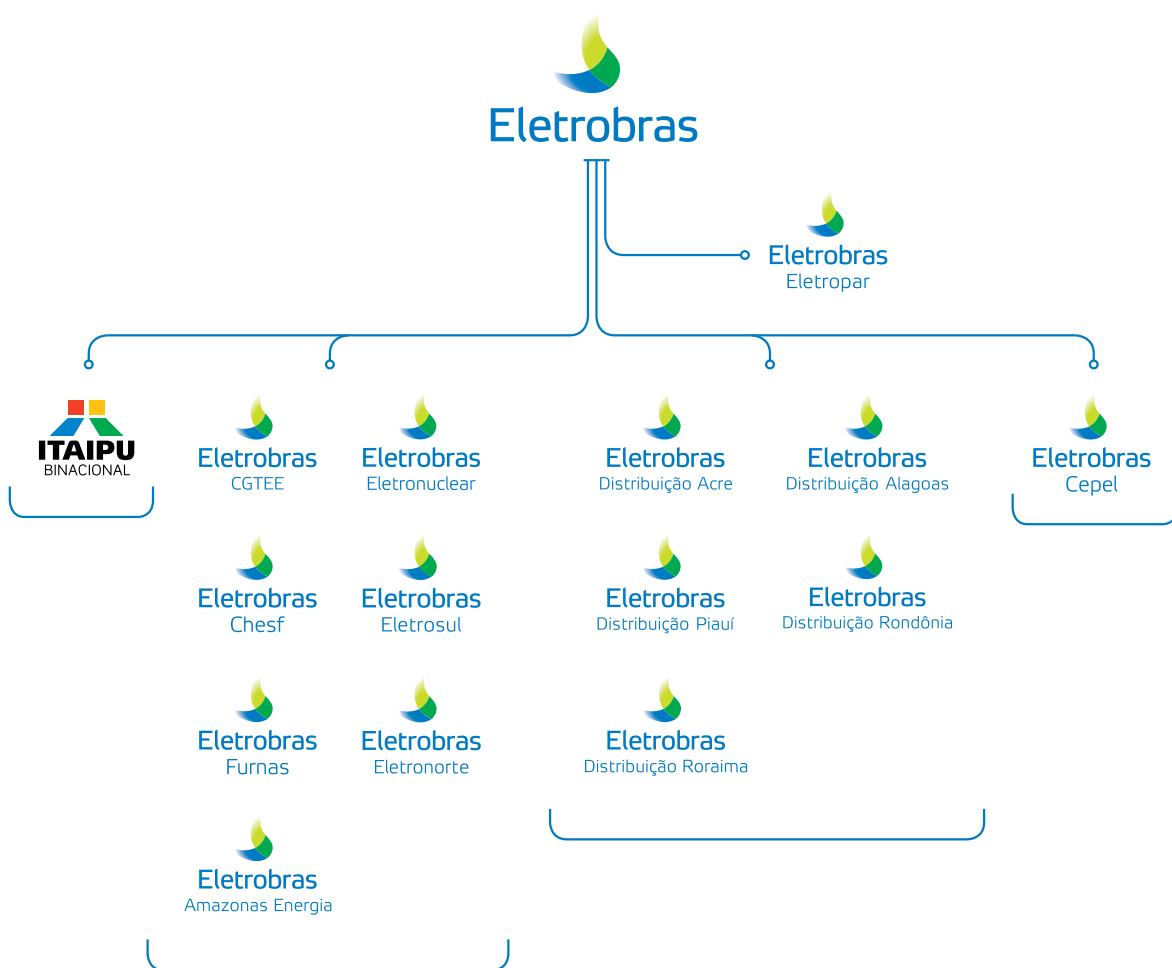 Eletrobras
Eletrobras
Eletropar
ITAIPU
BINACIONAL
Eletrobras
CGTEE
Eletrobras
Eletronuclear
Eletrobras
Distribuição Acre
Eletrobras
Distribuição Alagoas
Eletrobras
Cepel
Eletrobras
Chesf
Eletrobras
Eletrosul
Eletrobras
Distribuição Piauí
Eletrobras
Distribuição Rondônia
Eletrobras
Furnas
Eletrobras
Eletronorte
Eletrobras
Distribuição Roraima
Eletrobras
Amazonas Energia